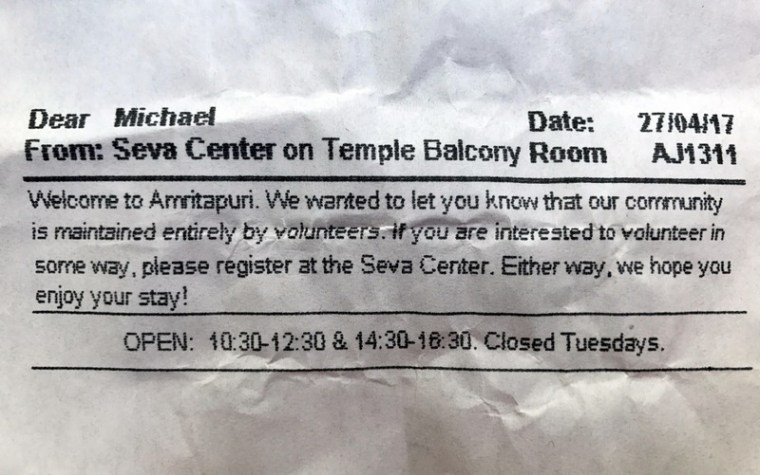 Dear Michael Date: 27/04/17
From: Seva Center on Temple Balcony Room AJ1311
Welcome to Amritapuri. We wanted to let you know that our community
is maintained entirely by volunteers. If you are interested to volunteer in
some way, please register at the Seva Center. Either way, we hope you
enjoy your stay!
OPEN: 10:30-12:30 & 14:30-16:30. Closed Tuesdays.